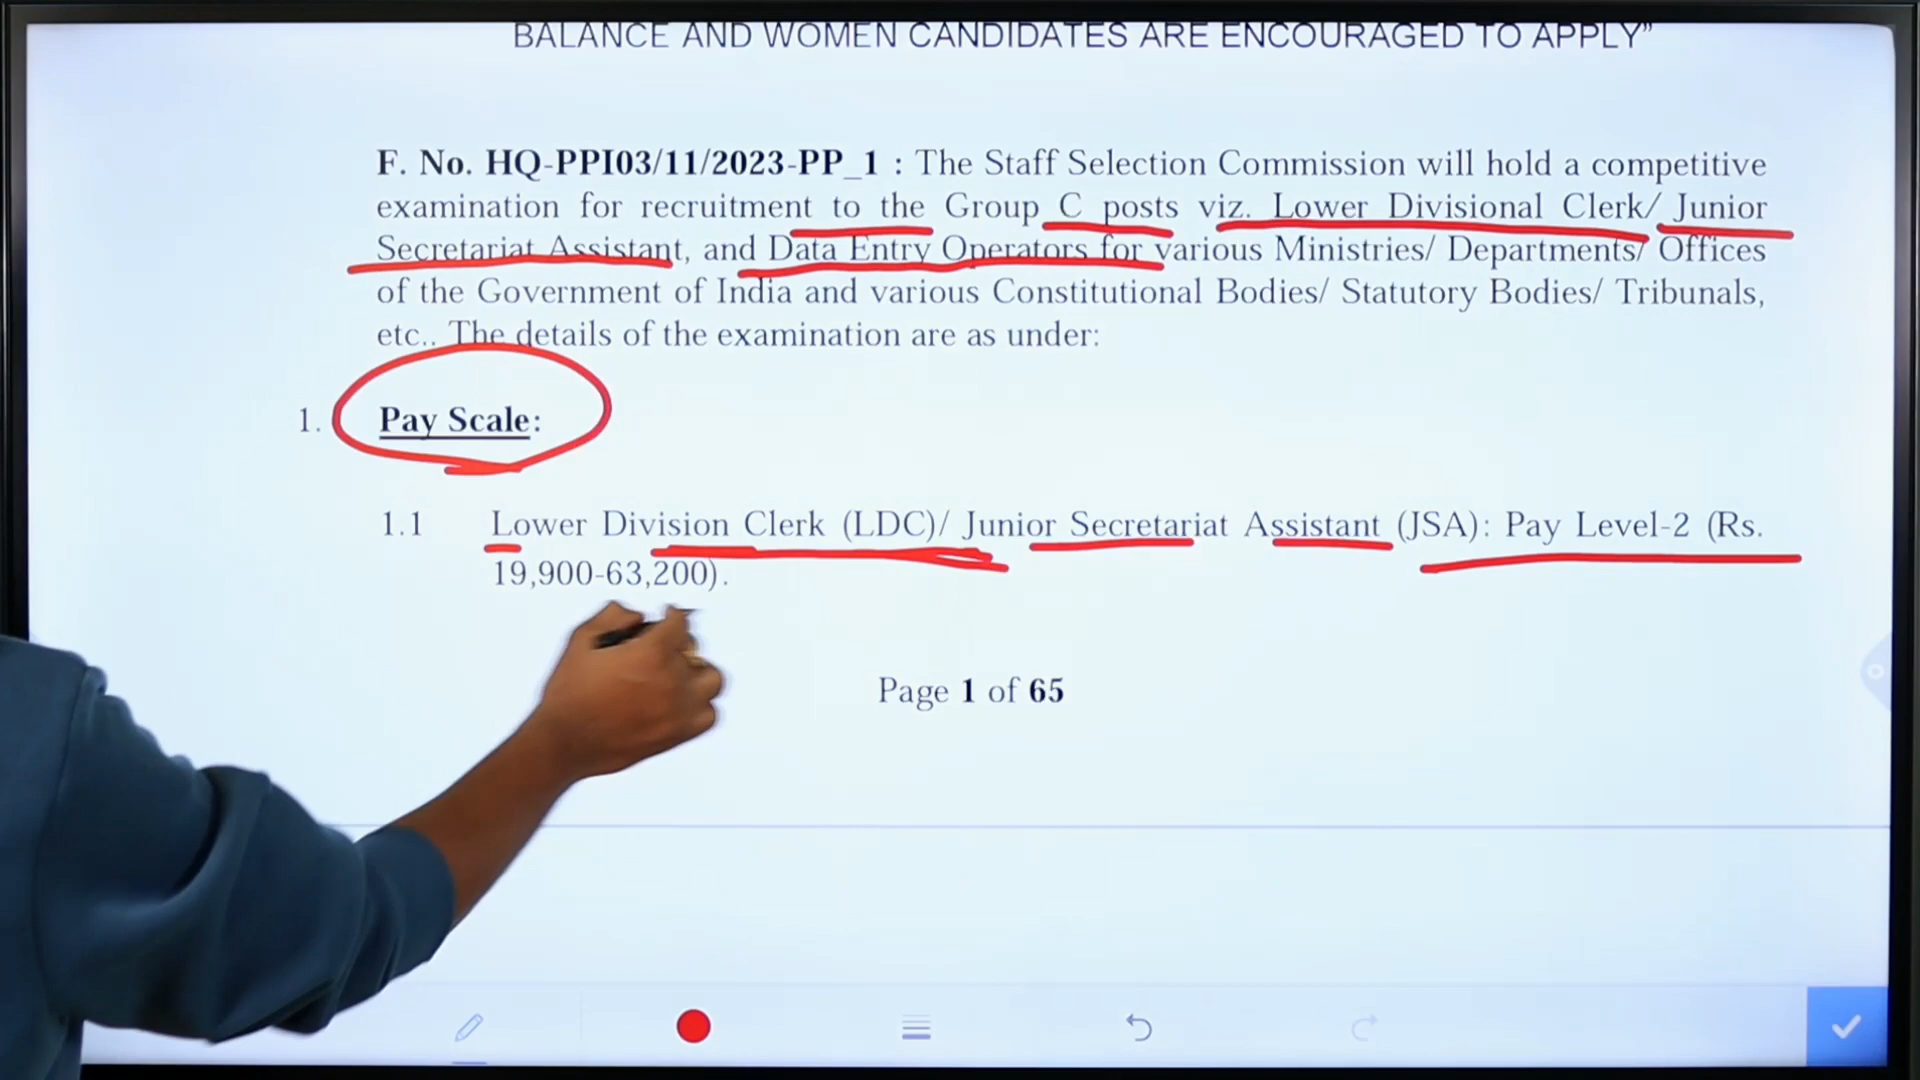 BALANCE AND WOMEN CANDIDATES ARE ENCOURAGED TO APPLY”
F. No. HQ-PPI03/11/2023-PP_1 : The Staff Selection Commission will hold a competitive
examination for recruitment to the Group C posts viz. Lower Divisional Clerk/ Junior
Secretariat Assistant, and Data Entry Operators for various Ministries/ Departments/ Offices
of the Government of India and various Constitutional Bodies/ Statutory Bodies/ Tribunals,
etc.. The details of the examination are as under:
1. Pay Scale:
1.1 Lower Division Clerk (LDC)/ Junior Secretariat Assistant (JSA): Pay Level-2 (Rs.
19,900-63,200).
Page 1 of 65